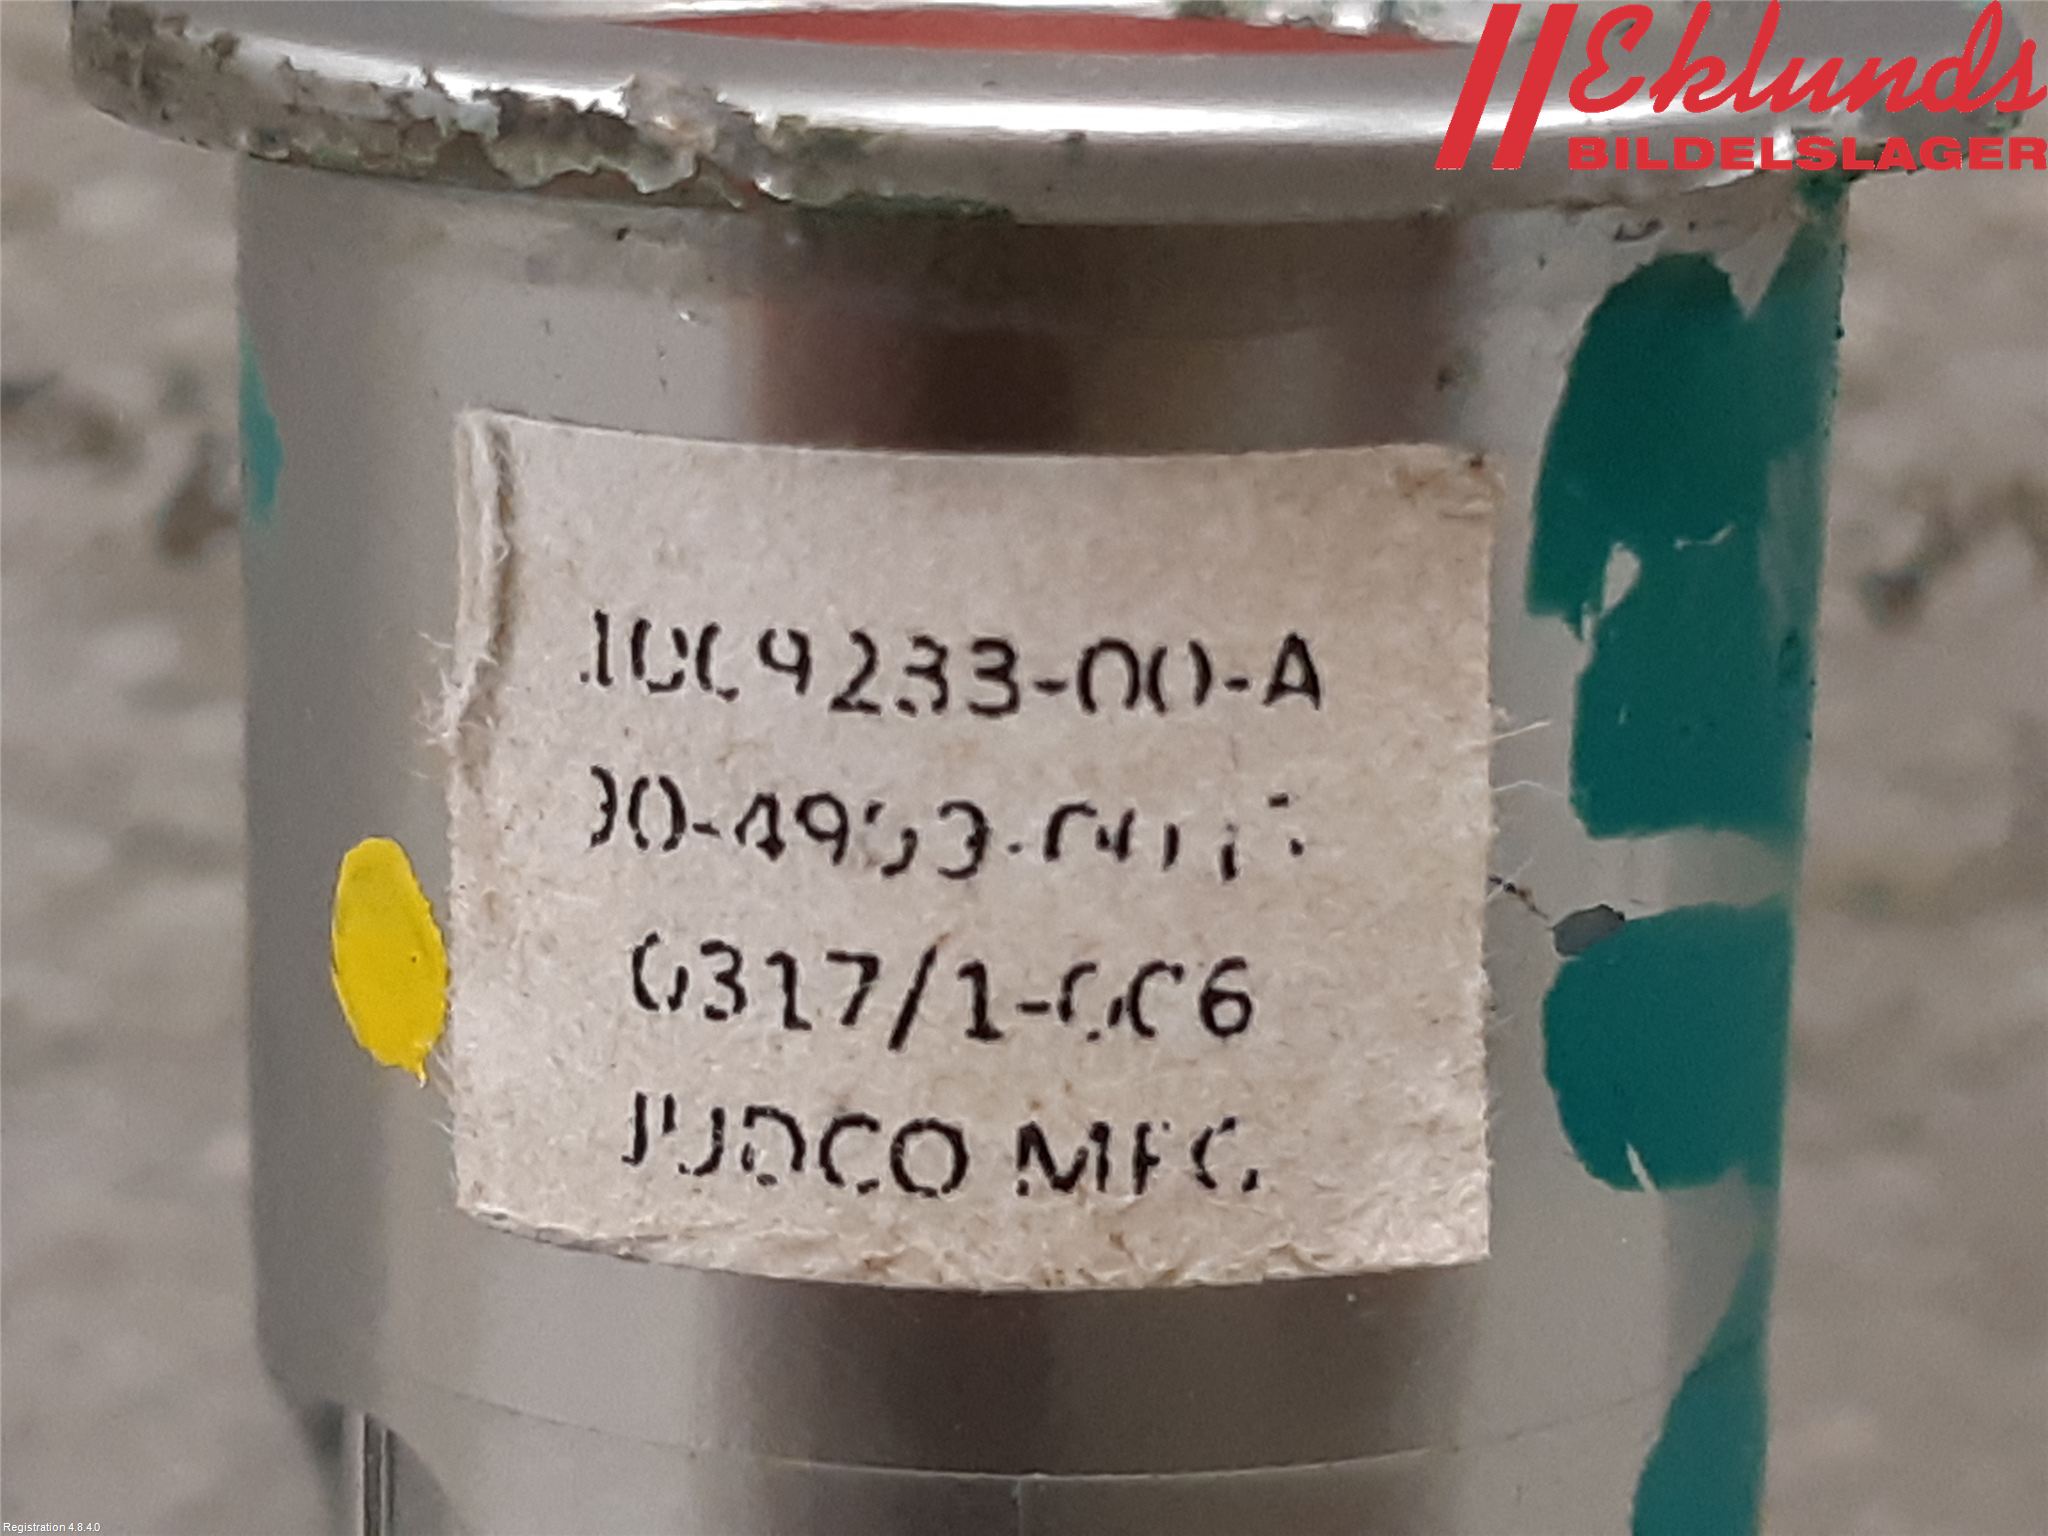 Eklunds
BILDELSLAGER
1009233-00-A
0317/1-006
JUDCO MFG
Registration 4.8.4.0